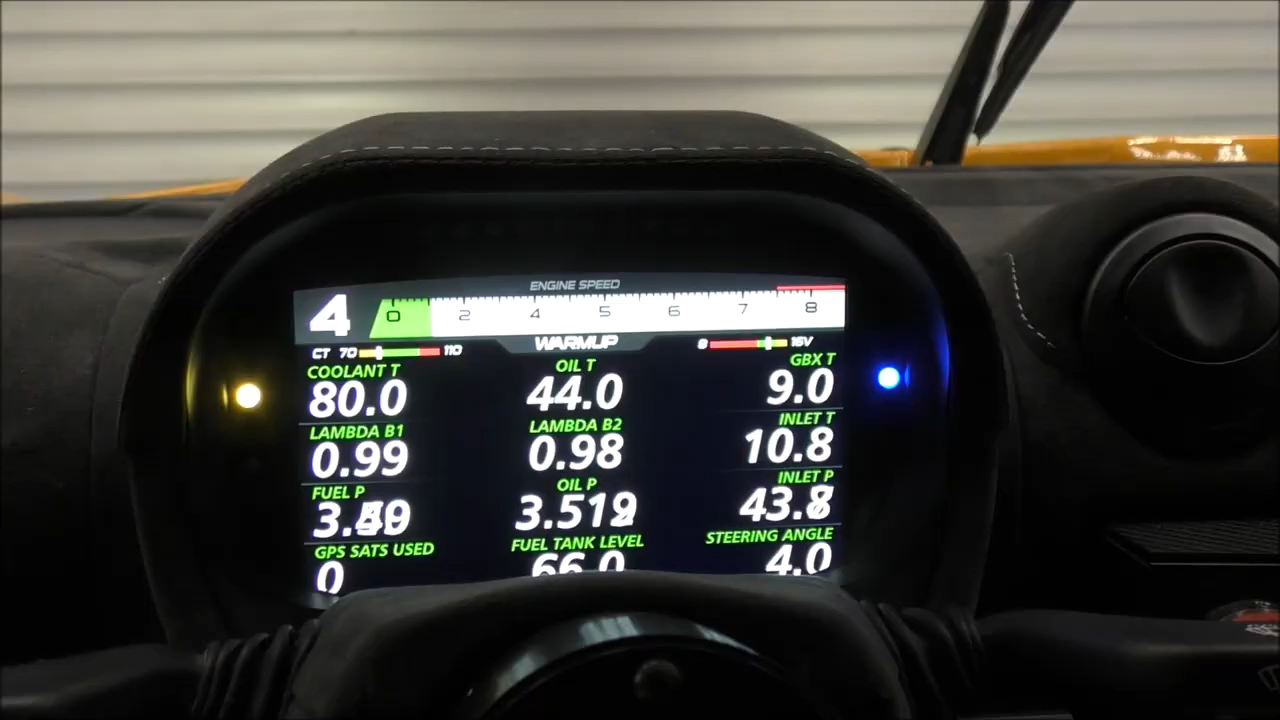 ENGINE SPEED
4
0 2 4 5 6 7 8
WARMUP
CT 70 110
8 16V
COOLANT T OIL T GBX T
80.0 44.0 9.0
LAMBDA B1 LAMBDA B2 INLET T
0.99 0.98 10.8
FUEL P OIL P INLET P
GPS SATS USED FUEL TANK LEVEL STEERING ANGLE
0 66.0 4.0